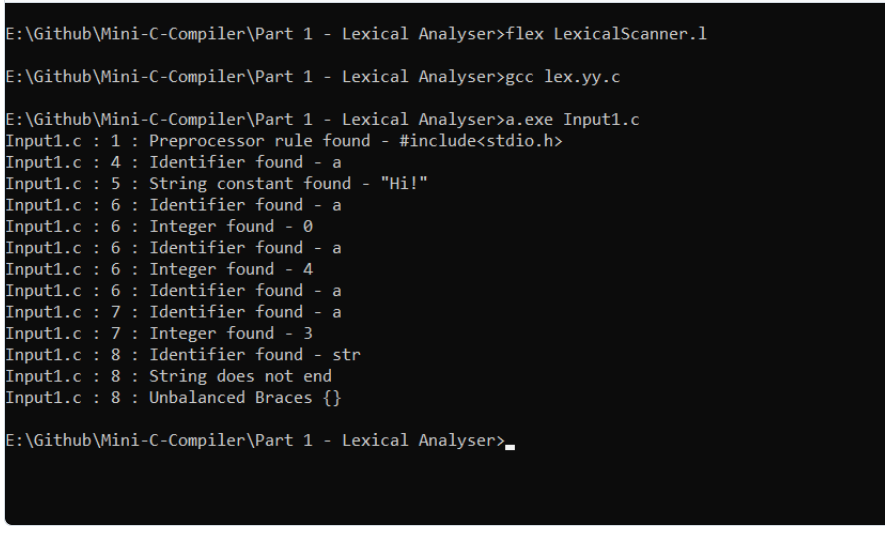 E:\Github\Mini-C-Compiler\Part 1 - Lexical Analyser>flex LexicalScanner.l
E:\Github\Mini-C-Compiler\Part 1 - Lexical Analyser>gcc lex.yy.c
E:\Github\Mini-C-Compiler\Part 1 - Lexical Analyser>a.exe Input1.c
Input1.c : 1 : Preprocessor rule found - #include<stdio.h>
Input1.c : 4 : Identifier found - a
Input1.c : 5 : String constant found - "Hi!"
Input1.c : 6 : Identifier found - a
Input1.c : 6 : Integer found - 0
Input1.c : 6 : Identifier found - a
Input1.c : 6 : Integer found - 4
Input1.c : 6 : Identifier found - a
Input1.c : 7 : Identifier found - a
Input1.c : 7 : Integer found - 3
Input1.c : 8 : Identifier found - str
Input1.c : 8 : String does not end
Input1.c : 8 : Unbalanced Braces {}
E:\Github\Mini-C-Compiler\Part 1 - Lexical Analyser>